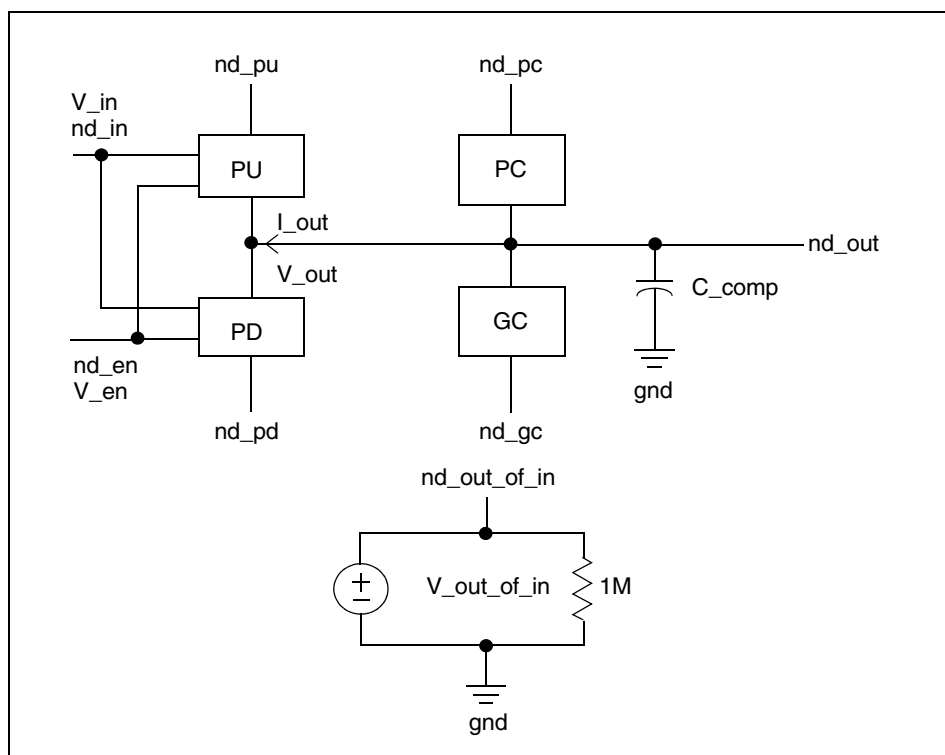 nd_pu
nd_pc
V_in
nd_in
PU
PC
I_out
nd_out
V_out
C_comp
PD
GC
nd_en
V_en
gnd
nd_pd
nd_gc
nd_out_of_in
V_out_of_in
1M
gnd